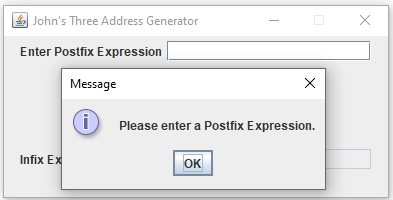 John's Three Address Generator
Enter Postfix Expression
Message
Please enter a Postfix Expression.
OK
Infix Ex